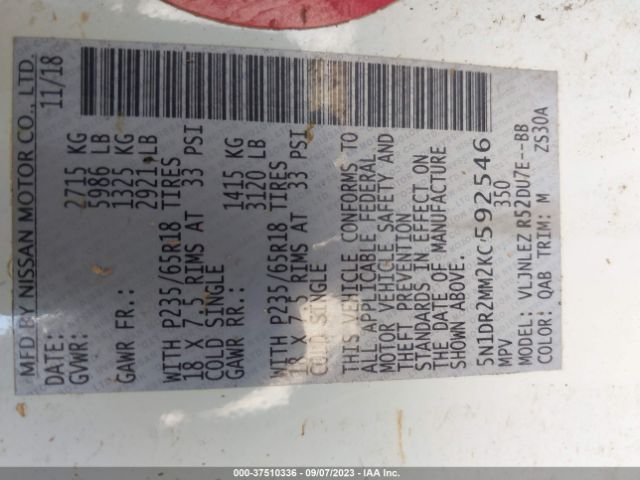 MFD BY NISSAN MOTOR CO., LTD.
DATE: 11/18
GVWR: 2715 KG
5986 LB
GAWR FR.: 1325 KG
2921 LB
WITH P235/65R18 TIRES
18 X 7.5 RIMS AT 33 PSI
COLD SINGLE
GAWR RR.: 1415 KG
3120 LB
WITH P235/65R18 TIRES
18 X 7.5 RIMS AT 33 PSI
COLD SINGLE
THIS VEHICLE CONFORMS TO
ALL APPLICABLE FEDERAL
MOTOR VEHICLE SAFETY AND
THEFT PREVENTION
STANDARDS IN EFFECT ON
THE DATE OF MANUFACTURE
SHOWN ABOVE.
5N1DR2MM2KC592546
MPV 350
MODEL: VLJNLEZ R52DU7E--BB
COLOR: QAB TRIM: M ZS30A
000-37510336 - 09/07/2023 - IAA Inc.